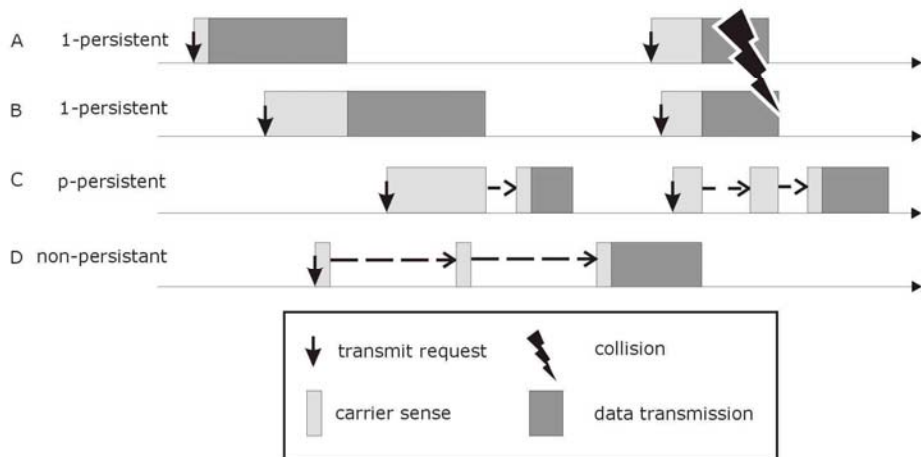 A 1-persistent
B 1-persistent
C p-persistent
D non-persistant
transmit request
collision
carrier sense
data transmission